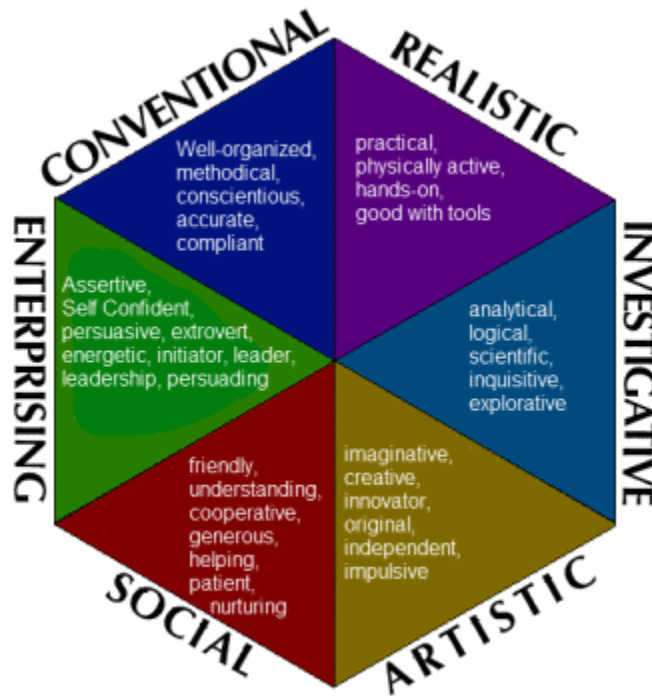 CONVENTIONAL
REALISTIC
Well-organized,
methodical,
conscientious,
accurate,
compliant
practical,
physically active,
hands-on,
good with tools
ENTERPRISING
Assertive,
Self Confident,
persuasive, extrovert,
energetic, initiator, leader,
leadership, persuading
INVESTIGATIVE
analytical,
logical,
scientific,
inquisitive,
explorative
SOCIAL
friendly,
understanding,
cooperative,
generous,
helping,
patient,
nurturing
ARTISTIC
imaginative,
creative,
innovator,
original,
independent,
impulsive